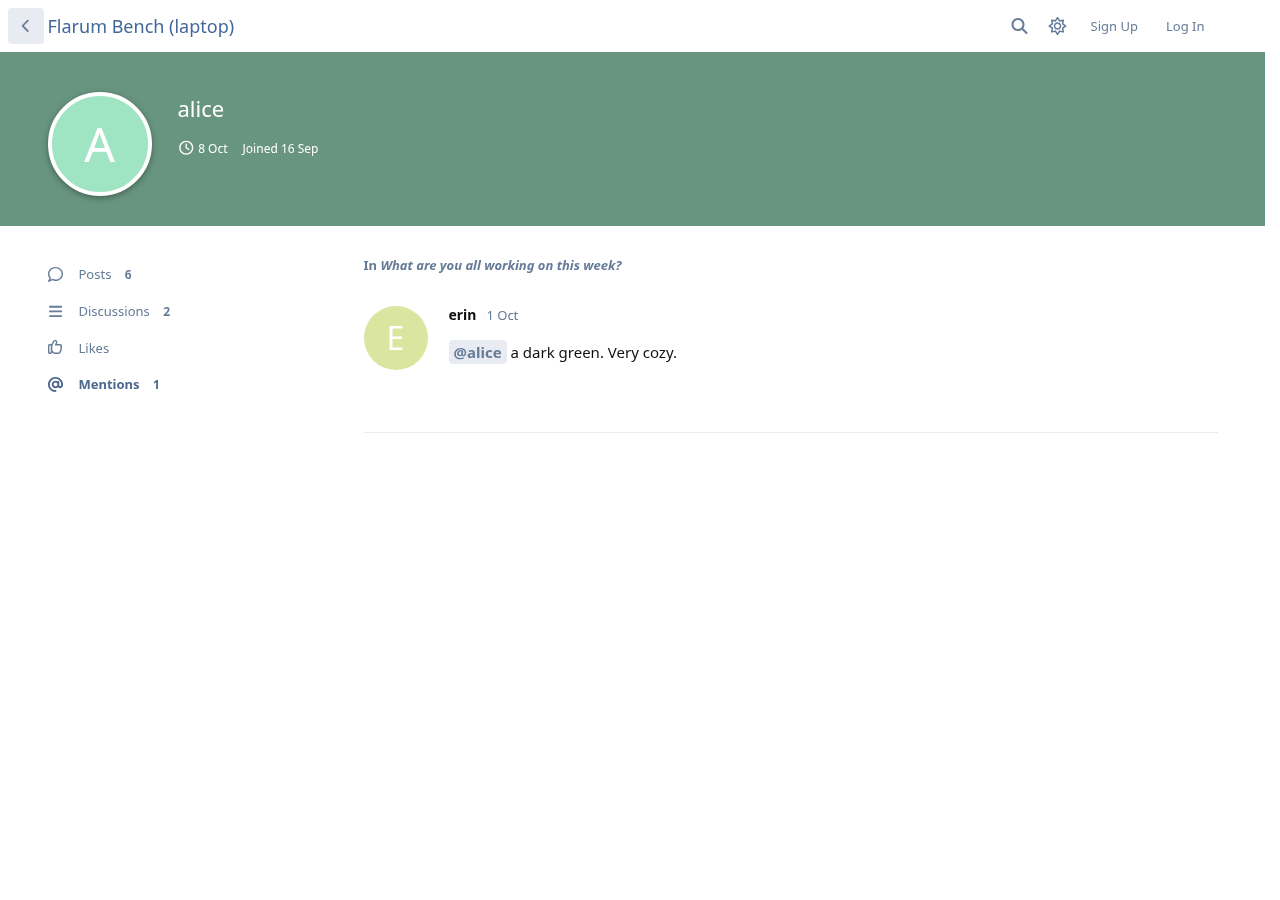 Flarum Bench (laptop)
Sign Up
Log In
A
alice
8 Oct
Joined 16 Sep
Posts 6
Discussions 2
Likes
Mentions 1
In What are you all working on this week?
E
erin 1 Oct
@alice a dark green. Very cozy.